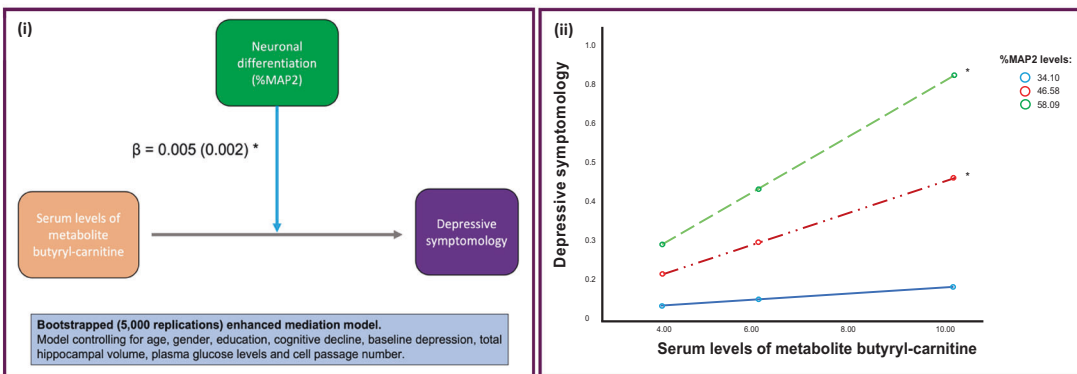 (i)
Neuronal
differentiation
(%MAP2)
β = 0.005 (0.002) *
Serum levels of
metabolite
butyryl-carnitine
Depressive
symptomology
Bootstrapped (5,000 replications) enhanced mediation model.
Model controlling for age, gender, education, cognitive decline, baseline depression, total
hippocampal volume, plasma glucose levels and cell passage number.
(ii)
Depressive symptomology
1.0
0.8
0.6
0.5
0.4
0.3
0.2
0
4.00
6.00
8.00
10.00
Serum levels of metabolite butyryl-carnitine
*
*
%MAP2 levels:
34.10
46.58
58.09